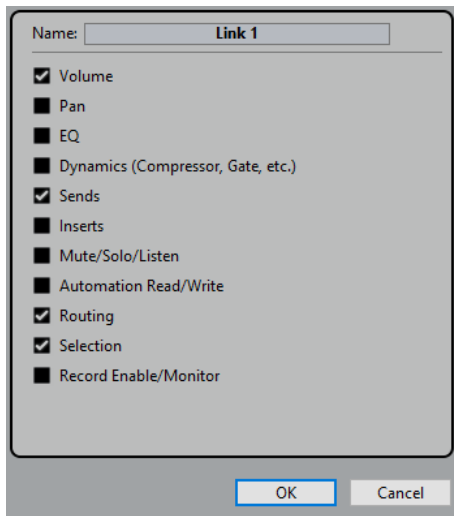 Name: Link 1
Volume
Pan
EQ
Dynamics (Compressor, Gate, etc.)
Sends
Inserts
Mute/Solo/Listen
Automation Read/Write
Routing
Selection
Record Enable/Monitor
OK Cancel